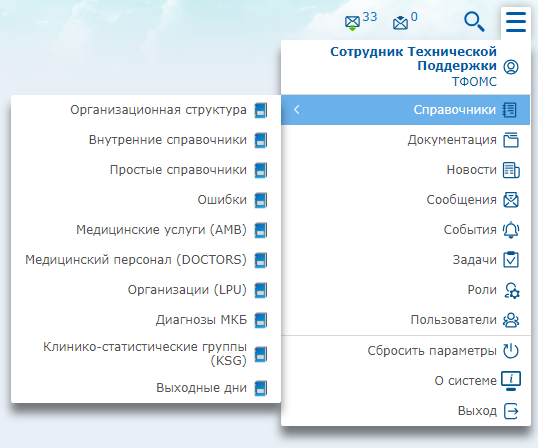 33
0
Сотрудник Технической
Поддержки
ТФОМС
Справочники
Документация
Новости
Сообщения
События
Задачи
Роли
Пользователи
Сбросить параметры
О системе
Выход
Организационная структура
Внутренние справочники
Простые справочники
Ошибки
Медицинские услуги (AMB)
Медицинский персонал (DOCTORS)
Организации (LPU)
Диагнозы МКБ
Клинико-статистические группы
(KSG)
Выходные дни